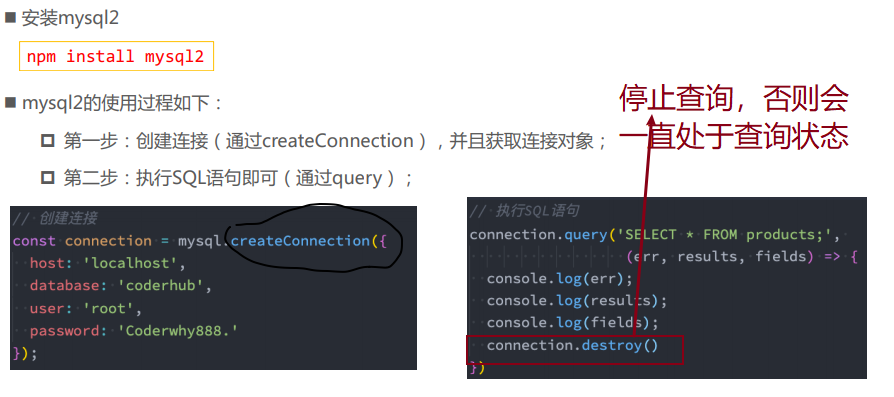 安装mysql2
npm install mysql2
mysql2的使用过程如下：
停止查询，否则会
一直处于查询状态
第一步：创建连接（通过createConnection），并且获取连接对象；
第二步：执行SQL语句即可（通过query）；
// 创建连接
const connection = mysql.createConnection({
  host: 'localhost',
  database: 'coderhub',
  user: 'root',
  password: 'Coderwhy888.'
});
// 执行SQL语句
connection.query('SELECT * FROM products;',
                  (err, results, fields) => {
  console.log(err);
  console.log(results);
  console.log(fields);
  connection.destroy()
})